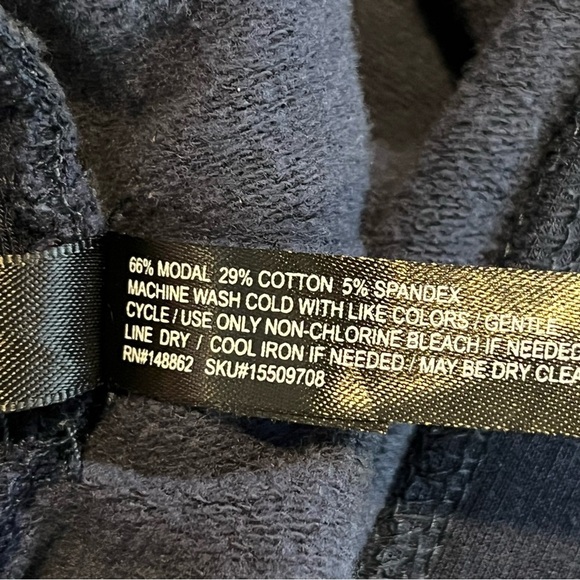 66% MODAL 29% COTTON 5% SPANDEX
MACHINE WASH COLD WITH LIKE COLORS / GENTLE
CYCLE / USE ONLY NON-CHLORINE BLEACH IF NEEDED
LINE DRY / COOL IRON IF NEEDED / MAY BE DRY CLEA
RN#148862 SKU#15509708